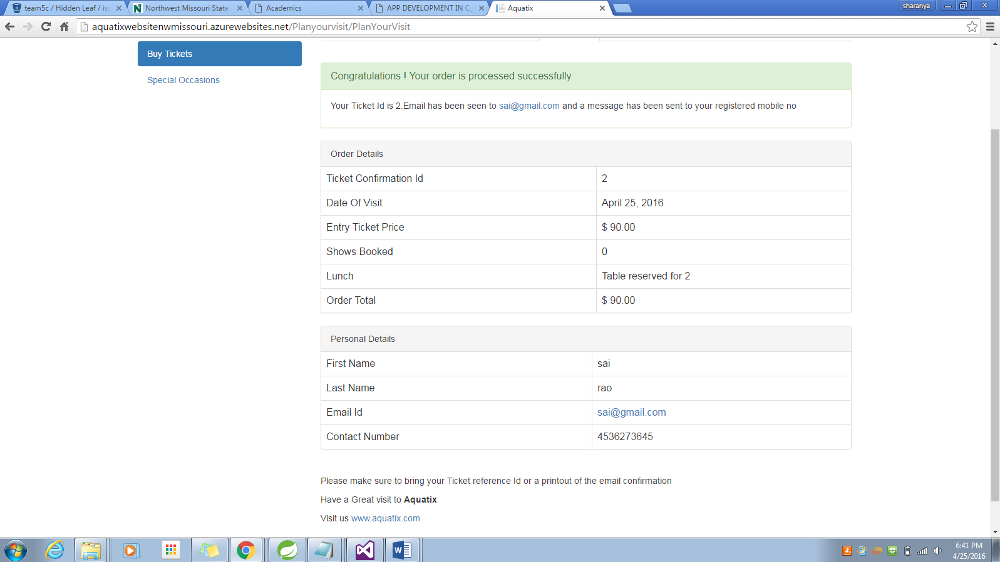 team5c / Hidden Leaf / iss
Northwest Missouri State
Academics
APP DEVELOPMENT IN C_
Aquatix
sharanya
aquatixwebsitenwmissouri.azurewebsites.net/Planyourvisit/PlanYourVisit
Buy Tickets
Special Occasions
Congratulations ! Your order is processed successfully
Your Ticket Id is 2.Email has been seen to sai@gmail.com and a message has been sent to your registered mobile no
Order Details
Ticket Confirmation Id 2
Date Of Visit April 25, 2016
Entry Ticket Price $ 90.00
Shows Booked 0
Lunch Table reserved for 2
Order Total $ 90.00
Personal Details
First Name sai
Last Name rao
Email Id sai@gmail.com
Contact Number 4536273645
Please make sure to bring your Ticket reference Id or a printout of the email confirmation
Have a Great visit to Aquatix
Visit us www.aquatix.com
6:41 PM
4/25/2016